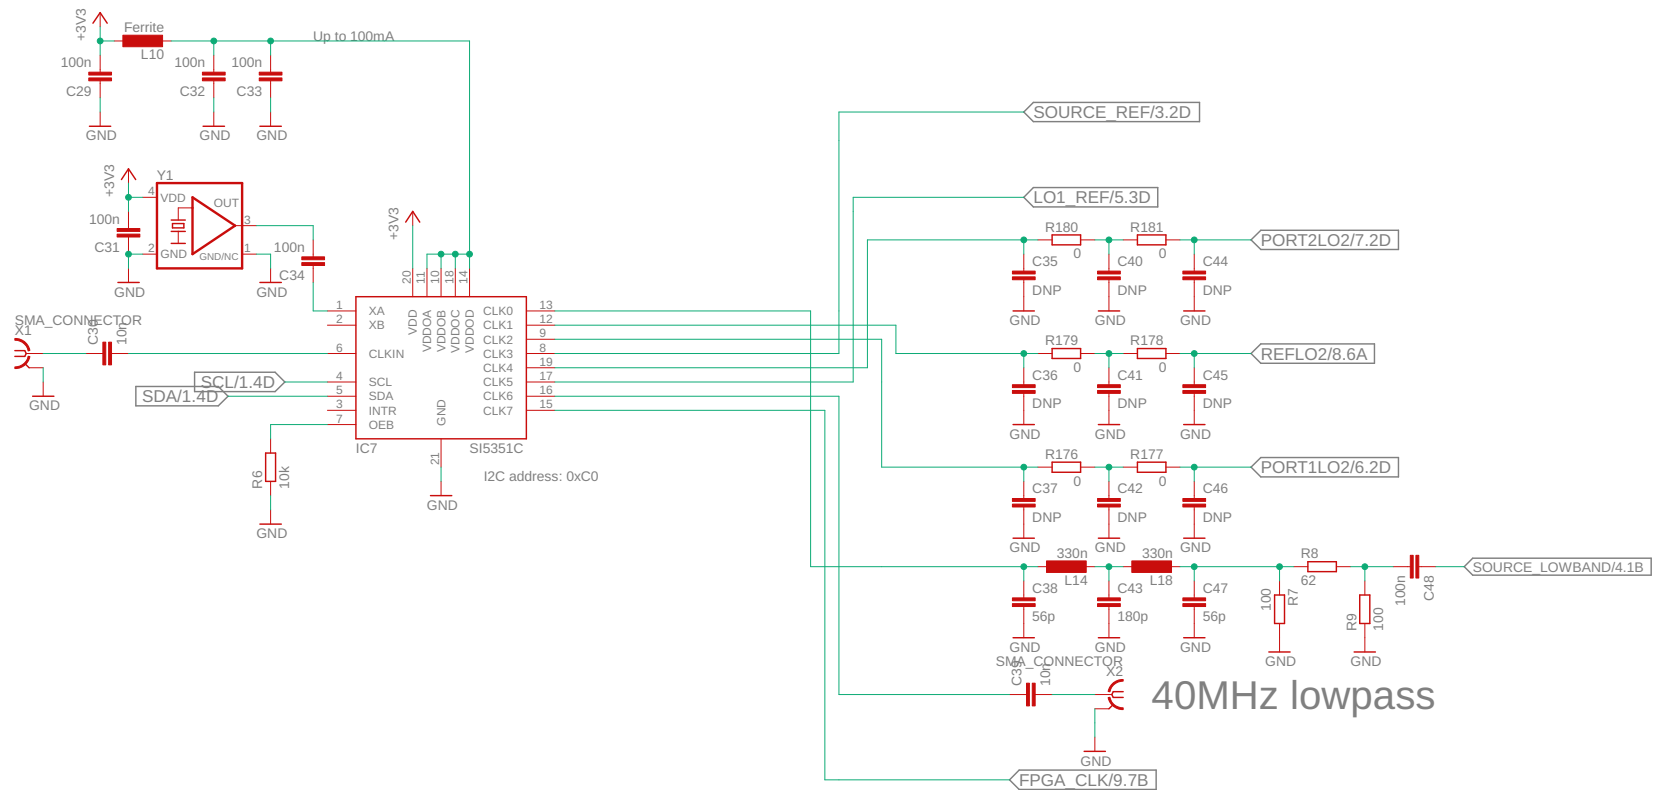 +3V3
Ferrite
L10
Up to 100mA
100n
C29
GND
100n
C32
GND
100n
C33
GND
+3V3
Y1
4
VDD
OUT
3
100n
C31
2
GND
GND/NC
1
GND
GND
100n
C34
+3V3
20
11
10
18
14
VDD
VDDOA
VDDOB
VDDOC
VDDOD
1
XA
2
XB
6
CLKIN
4
SCL
5
SDA
3
INTR
7
OEB
GND
21
GND
CLK0
13
CLK1
12
CLK2
9
CLK3
8
CLK4
19
CLK5
17
CLK6
16
CLK7
15
IC7
SI5351C
I2C address: 0xC0
SMA_CONNECTOR
X1
10n
GND
SCL/1.4D
SDA/1.4D
R6
10k
GND
SOURCE_REF/3.2D
LO1_REF/5.3D
R180
0
R181
0
PORT2LO2/7.2D
C35
DNP
GND
C40
DNP
GND
C44
DNP
GND
R179
0
R178
0
REFLO2/8.6A
C36
DNP
GND
C41
DNP
GND
C45
DNP
GND
R176
0
R177
0
PORT1LO2/6.2D
C37
DNP
GND
C42
DNP
GND
C46
DNP
GND
330n
L14
330n
L18
C38
56p
GND
C43
180p
GND
C47
56p
GND
R8
62
100
R7
GND
R9
100
GND
100n
C48
SOURCE_LOWBAND/4.1B
SMA_CONNECTOR
C39
10n
X2
GND
40MHz lowpass
FPGA_CLK/9.7B